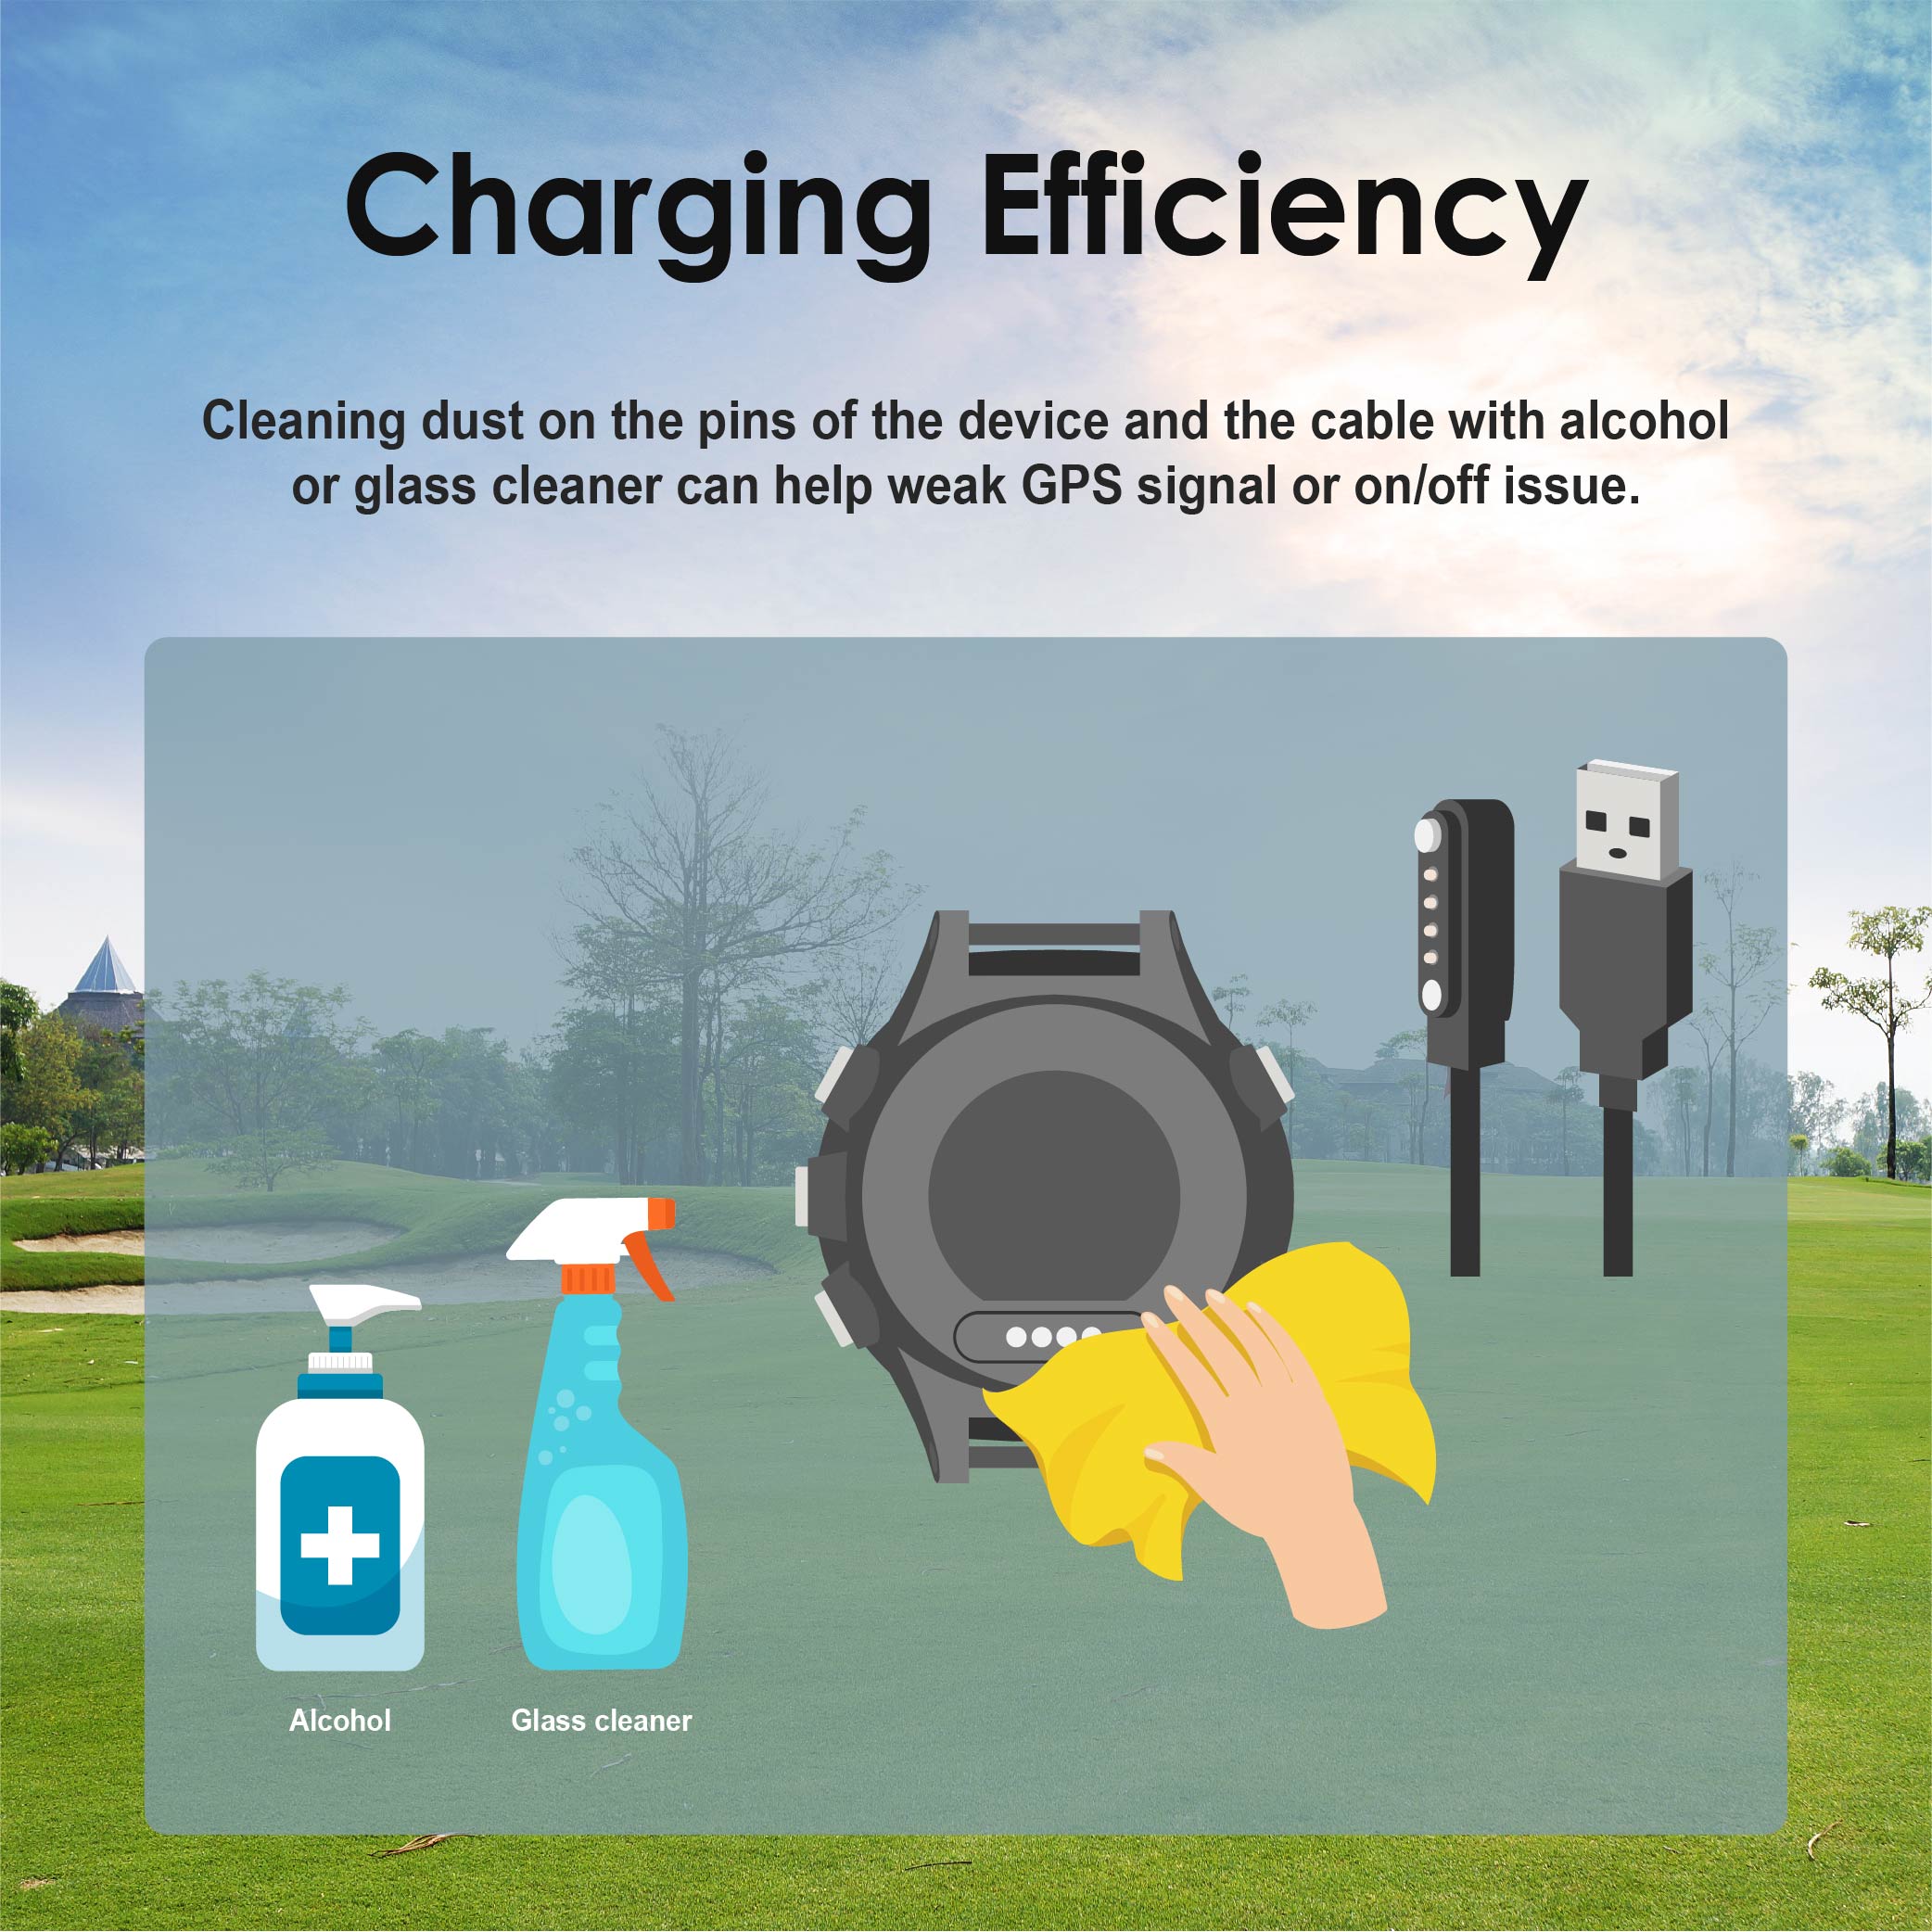 Charging Efficiency
Cleaning dust on the pins of the device and the cable with alcohol
or glass cleaner can help weak GPS signal or on/off issue.
Alcohol
Glass cleaner